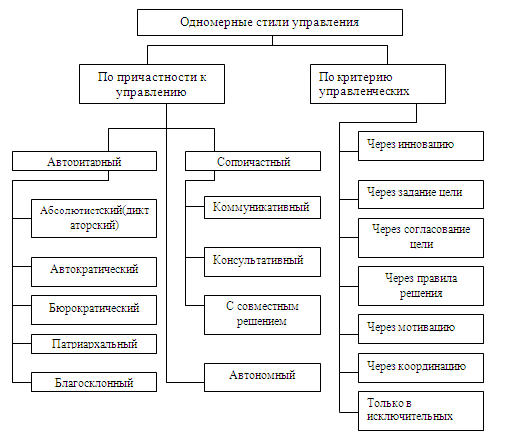 Одномерные стили управления
По причастности к
управлению
По критерию
управленческих
Авторитарный
Сопричастный
Через инновацию
Абсолютистский(дикт
аторский)
Коммуникативный
Через задание цели
Через согласование
цели
Автократический
Консультативный
Через правила
решения
Бюрократический
С совместным
решением
Через мотивацию
Патриархальный
Через координацию
Благосклонный
Автономный
Только в
исключительных